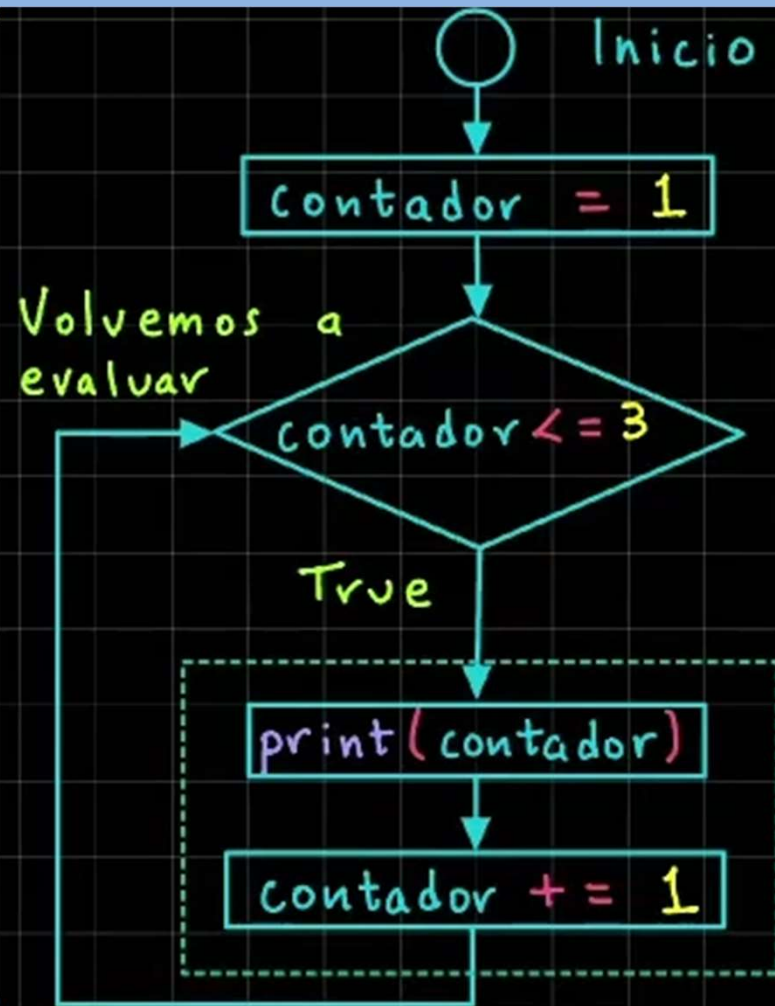 Inicio
contador = 1
Volvemos a
evaluar
contador <= 3
True
print(contador)
contador += 1